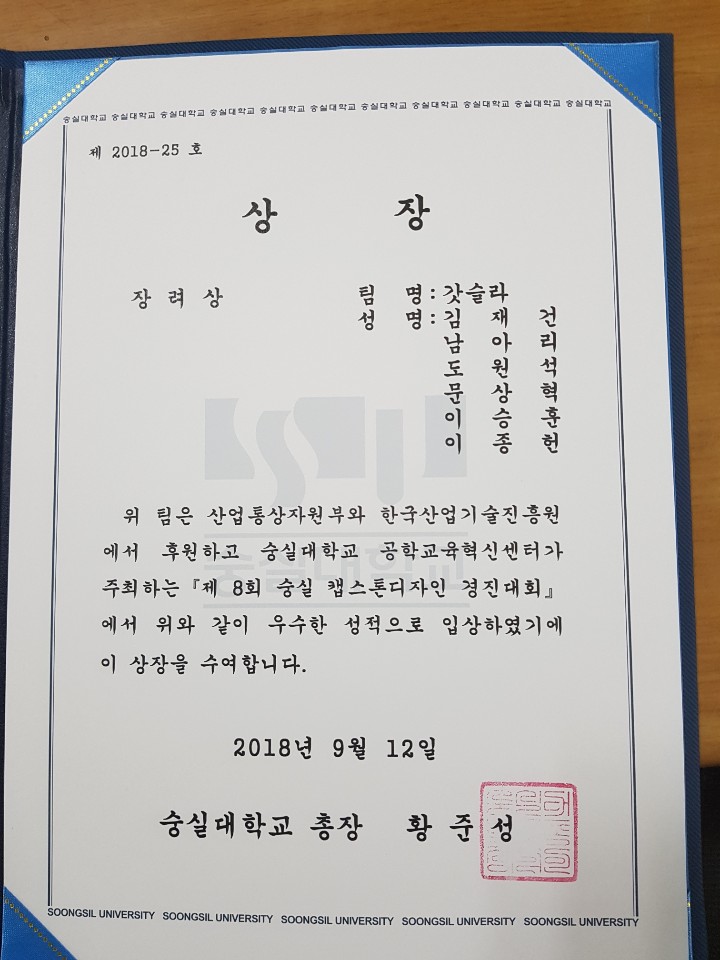 숭실대학교 숭실대학교 숭실대학교 숭실대학교 숭실대학교 숭실대학교 숭실대학교 숭실대학교 숭실대학교 숭실대학교 숭실대학교
제 2018-25 호
상 장
장 려 상 팀 명 : 갓슬라
성 명 : 김 재 건
남 아 리
도 원 석
문 상 혁
이 승 훈
이 종 헌
위 팀은 산업통상자원부와 한국산업기술진흥원
에서 후원하고 숭실대학교 공학교육혁신센터가
주최하는 『제 8회 숭실 캡스톤디자인 경진대회』
숭실대학교
에서 위와 같이 우수한 성적으로 입상하였기에
이 상장을 수여합니다.
2018년 9월 12일
숭실대학교 총장 황 준 성
SOONGSIL UNIVERSITY SOONGSIL UNIVERSITY SOONGSIL UNIVERSITY SOONGSIL UNIVERSITY SOONGSIL UNIVERSITY